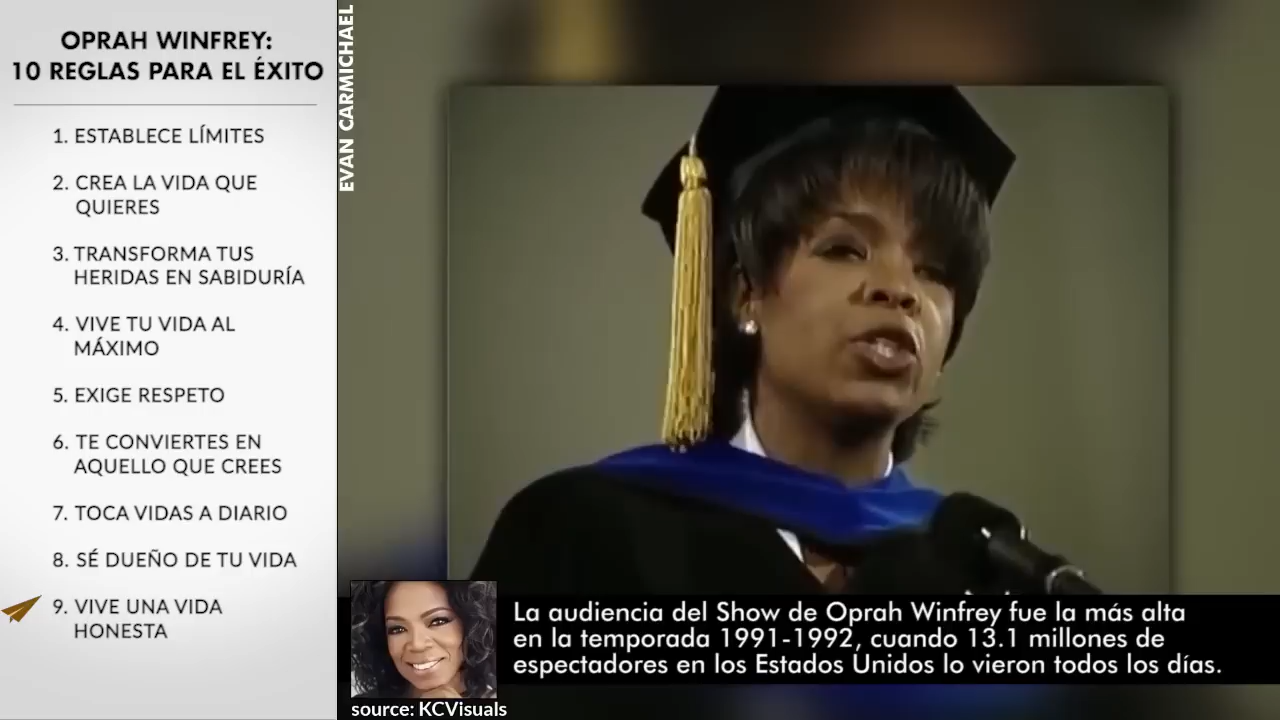 OPRAH WINFREY:
10 REGLAS PARA EL ÉXITO
1. ESTABLECE LÍMITES
2. CREA LA VIDA QUE
QUIERES
3. TRANSFORMA TUS
HERIDAS EN SABIDURÍA
4. VIVE TU VIDA AL
MÁXIMO
5. EXIGE RESPETO
6. TE CONVIERTES EN
AQUELLO QUE CREES
7. TOCA VIDAS A DIARIO
8. SÉ DUEÑO DE TU VIDA
9. VIVE UNA VIDA
HONESTA
EVAN CARMICHAEL
La audiencia del Show de Oprah Winfrey fue la más alta
en la temporada 1991-1992, cuando 13.1 millones de
espectadores en los Estados Unidos lo vieron todos los días.
source: KCVisuals